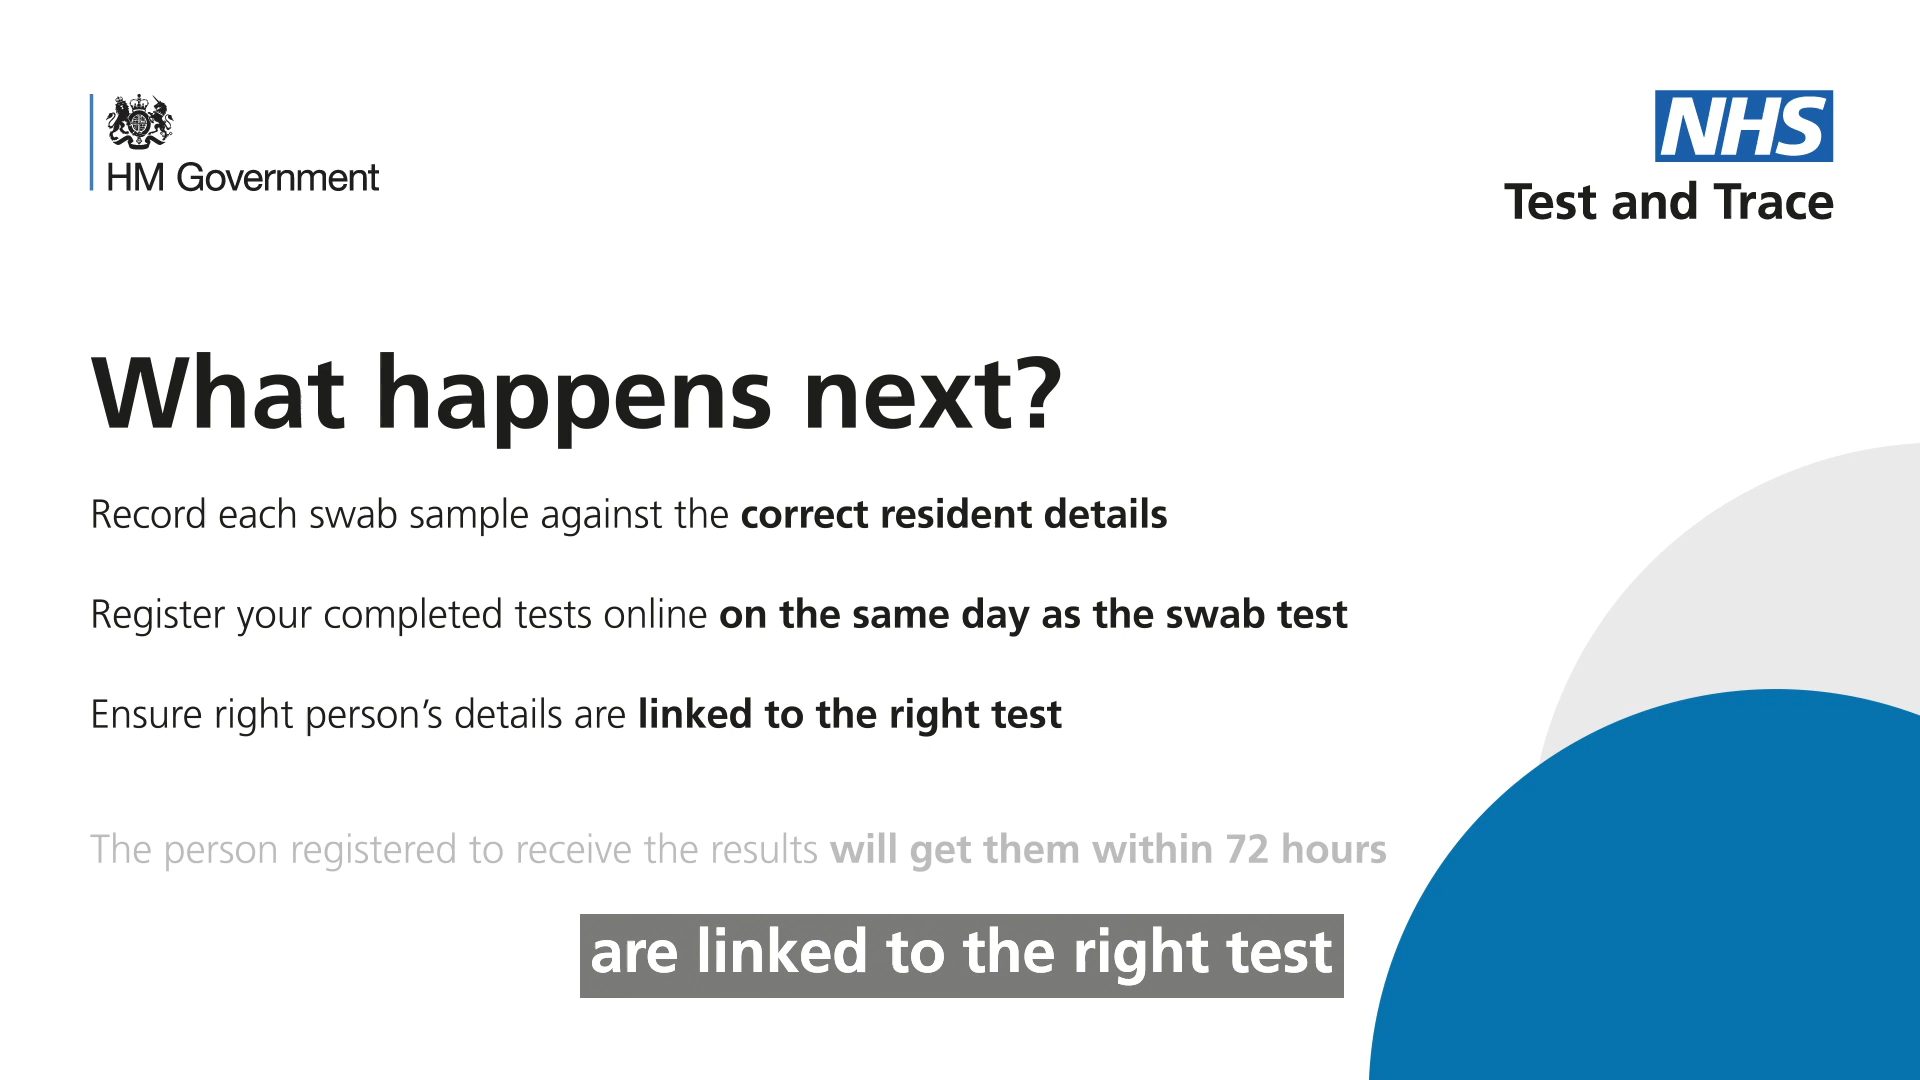 HM Government
NHS
Test and Trace
What happens next?
Record each swab sample against the correct resident details
Register your completed tests online on the same day as the swab test
Ensure right person’s details are linked to the right test
The person registered to receive the results will get them within 72 hours
are linked to the right test